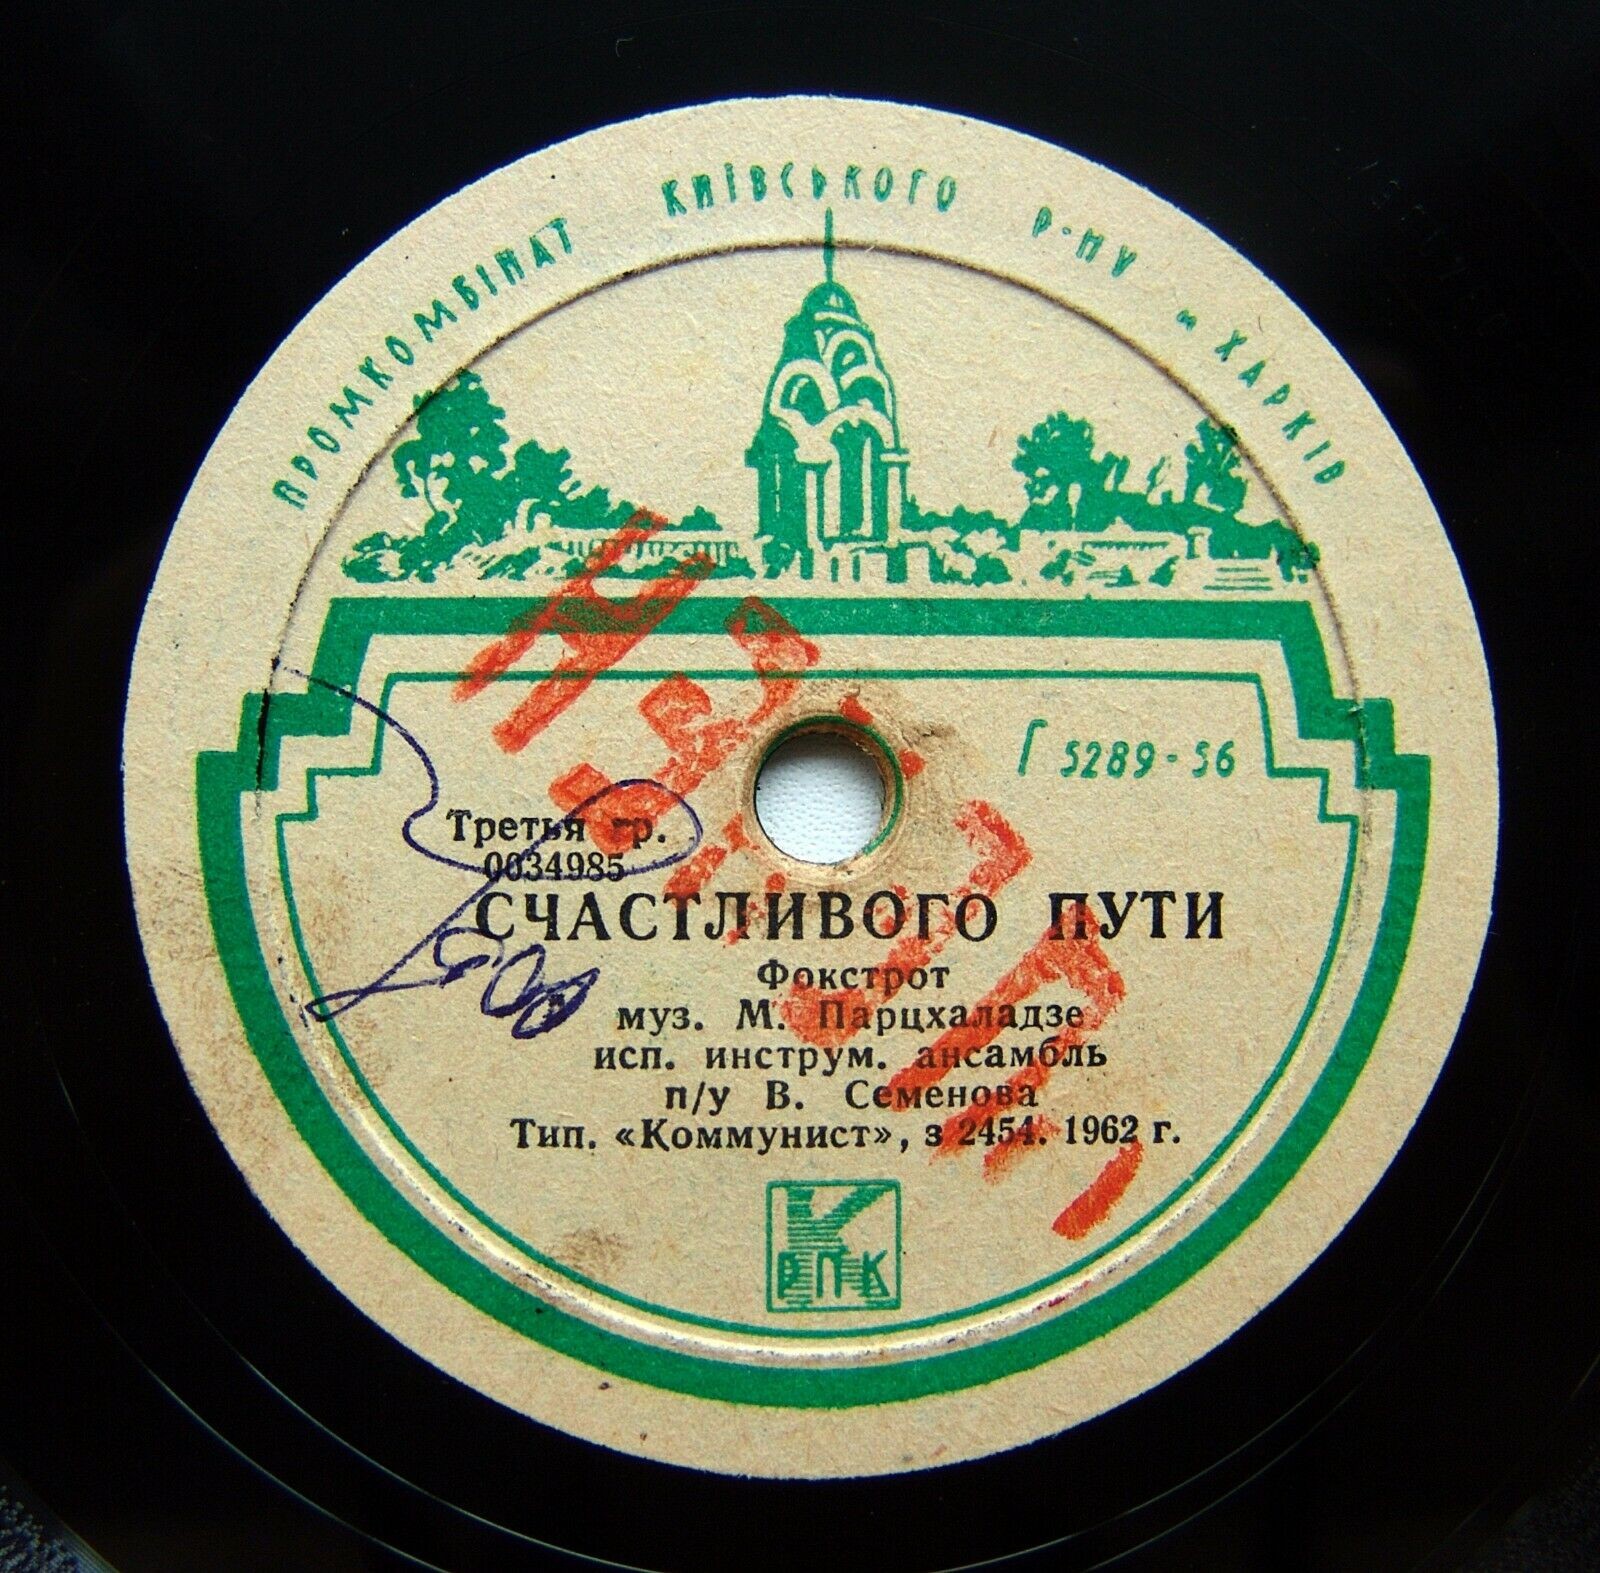 ПРОМКОМБІНАТ КИЇВСЬКОГО Р-НУ м ХАРКІВ
Г 5289-56
Третья гр.
0034985
СЧАСТЛИВОГО ПУТИ
Фокстрот
муз. М. Парцхаладзе
исп. инструм. ансамбль
п/у В. Семенова
Тип. «Коммунист», з 2454. 1962 г.
К
РПК